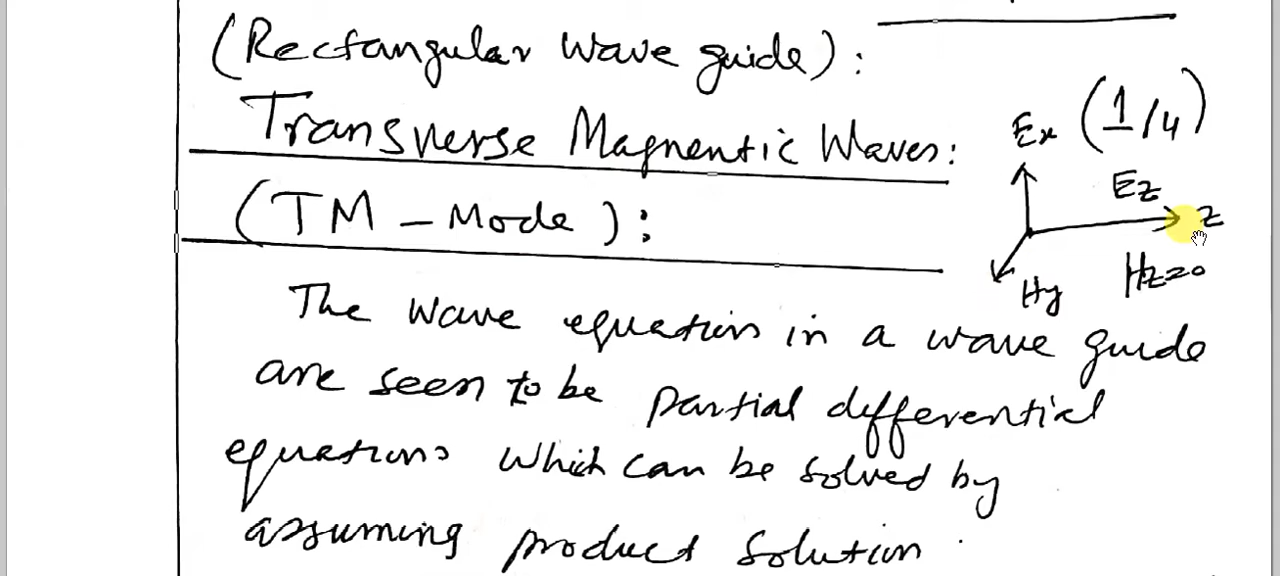 (Rectangular Wave guide):
Transverse Magnentic Waves:
(TM - Mode):
Ex (1/4)
Ez
z
Hy
Hz=0
The wave equation in a wave guide
are seen to be partial differential
equations which can be solved by
assuming product solution.